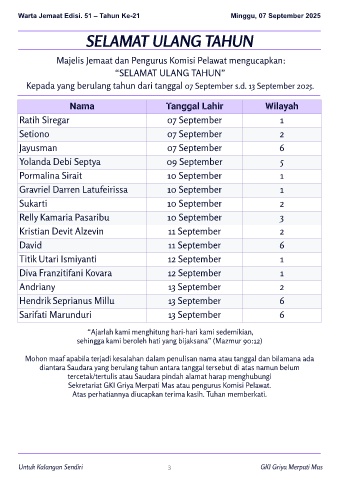 Warta Jemaat Edisi. 51 – Tahun Ke-21 Minggu, 07 September 2025
SELAMAT ULANG TAHUN
Majelis Jemaat dan Pengurus Komisi Pelawat mengucapkan:
“SELAMAT ULANG TAHUN”
Kepada yang berulang tahun dari tanggal 07 September s.d. 13 September 2025.
Nama Tanggal Lahir Wilayah
Ratih Siregar 07 September 1
Setiono 07 September 2
Jayusman 07 September 6
Yolanda Debi Septya 09 September 5
Pormalina Sirait 10 September 1
Gravriel Darren Latufeirissa 10 September 1
Sukarti 10 September 2
Relly Kamaria Pasaribu 10 September 3
Kristian Devit Alzevin 11 September 2
David 11 September 6
Titik Utari Ismiyanti 12 September 1
Diva Franzitifani Kovara 12 September 1
Andriany 13 September 2
Hendrik Seprianus Millu 13 September 6
Sarifati Marunduri 13 September 6
“Ajarlah kami menghitung hari-hari kami sedemikian,
sehingga kami beroleh hati yang bijaksana” (Mazmur 90:12)
Mohon maaf apabila terjadi kesalahan dalam penulisan nama atau tanggal dan bilamana ada
diantara Saudara yang berulang tahun antara tanggal tersebut di atas namun belum
tercetak/tertulis atau Saudara pindah alamat harap menghubungi
Sekretariat GKI Griya Merpati Mas atau pengurus Komisi Pelawat.
Atas perhatiannya diucapkan terima kasih. Tuhan memberkati.
Untuk Kalangan Sendiri 3 GKI Griya Merpati Mas